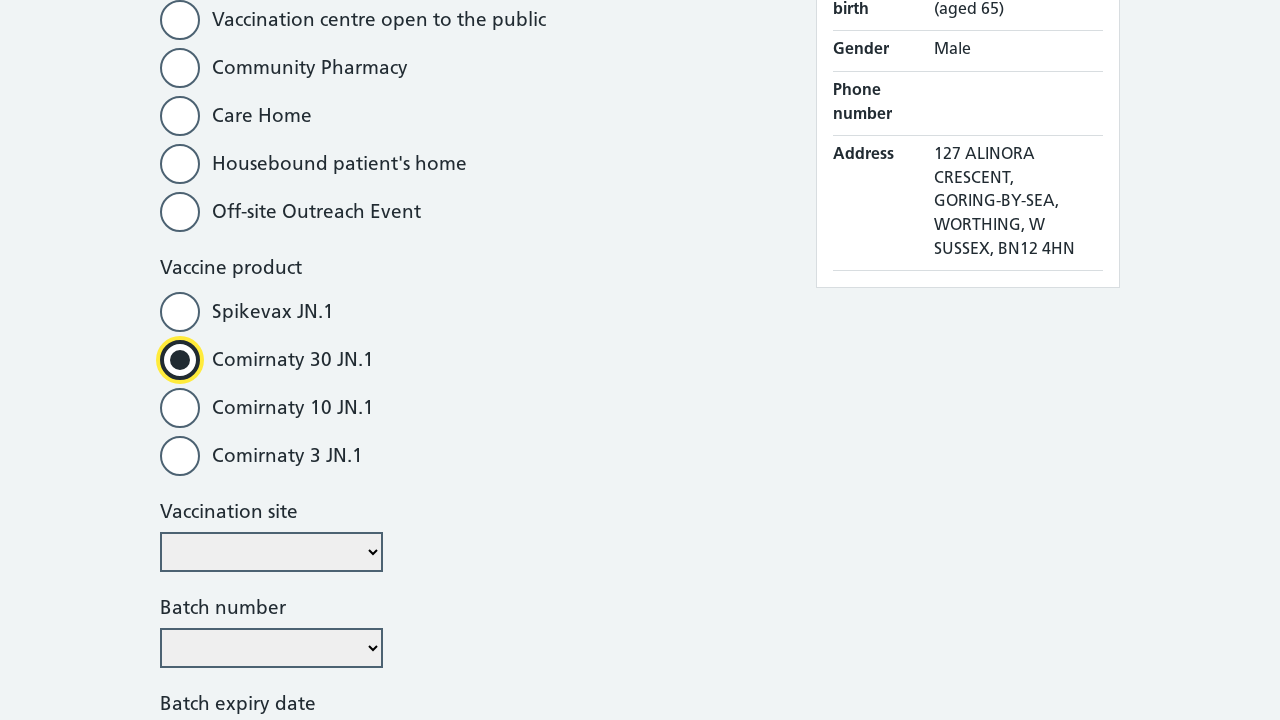 Vaccination centre open to the public
Community Pharmacy
Care Home
Housebound patient's home
Off-site Outreach Event
Vaccine product
Spikevax JN.1
Comirnaty 30 JN.1
Comirnaty 10 JN.1
Comirnaty 3 JN.1
Vaccination site
Batch number
Batch expiry date
birth (aged 65)
Gender Male
Phone
number
Address 127 ALINORA
CRESCENT,
GORING-BY-SEA,
WORTHING, W
SUSSEX, BN12 4HN